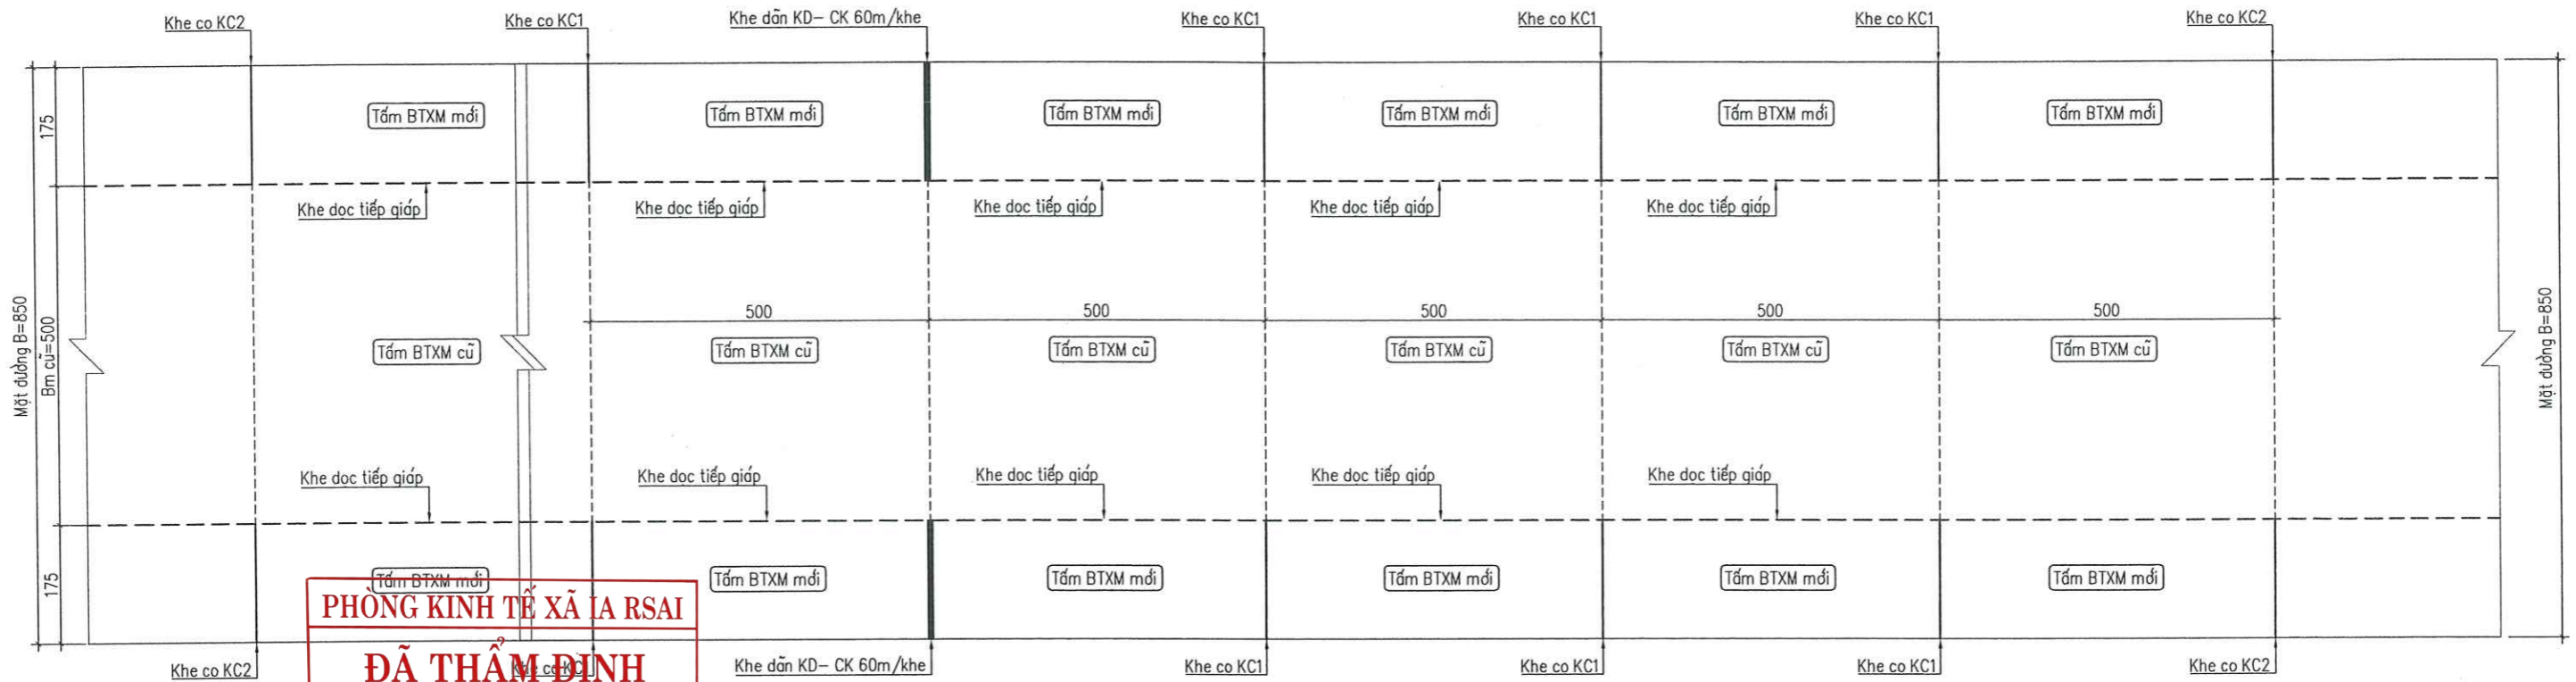 Khe co KC2
Khe co KC1
Khe dãn KD- CK 60m/khe
Khe co KC1
Khe co KC1
Khe co KC1
Khe co KC2
Tấm BTXM mới
Tấm BTXM mới
Tấm BTXM mới
Tấm BTXM mới
Tấm BTXM mới
Tấm BTXM mới
175
Khe dọc tiếp giáp
Khe dọc tiếp giáp
Khe dọc tiếp giáp
Khe dọc tiếp giáp
Khe dọc tiếp giáp
Mặt đường B=850
Bm cũ=500
500
500
500
500
500
Tấm BTXM cũ
Tấm BTXM cũ
Tấm BTXM cũ
Tấm BTXM cũ
Tấm BTXM cũ
Tấm BTXM cũ
Mặt đường B=850
Khe dọc tiếp giáp
Khe dọc tiếp giáp
Khe dọc tiếp giáp
Khe dọc tiếp giáp
Khe dọc tiếp giáp
175
Tấm BTXM mới
Tấm BTXM mới
Tấm BTXM mới
Tấm BTXM mới
Tấm BTXM mới
Tấm BTXM mới
PHÒNG KINH TẾ XÃ IA RSAI
ĐÃ THẨM ĐỊNH
Khe co KC2
Khe co KC1
Khe dãn KD- CK 60m/khe
Khe co KC1
Khe co KC1
Khe co KC1
Khe co KC2